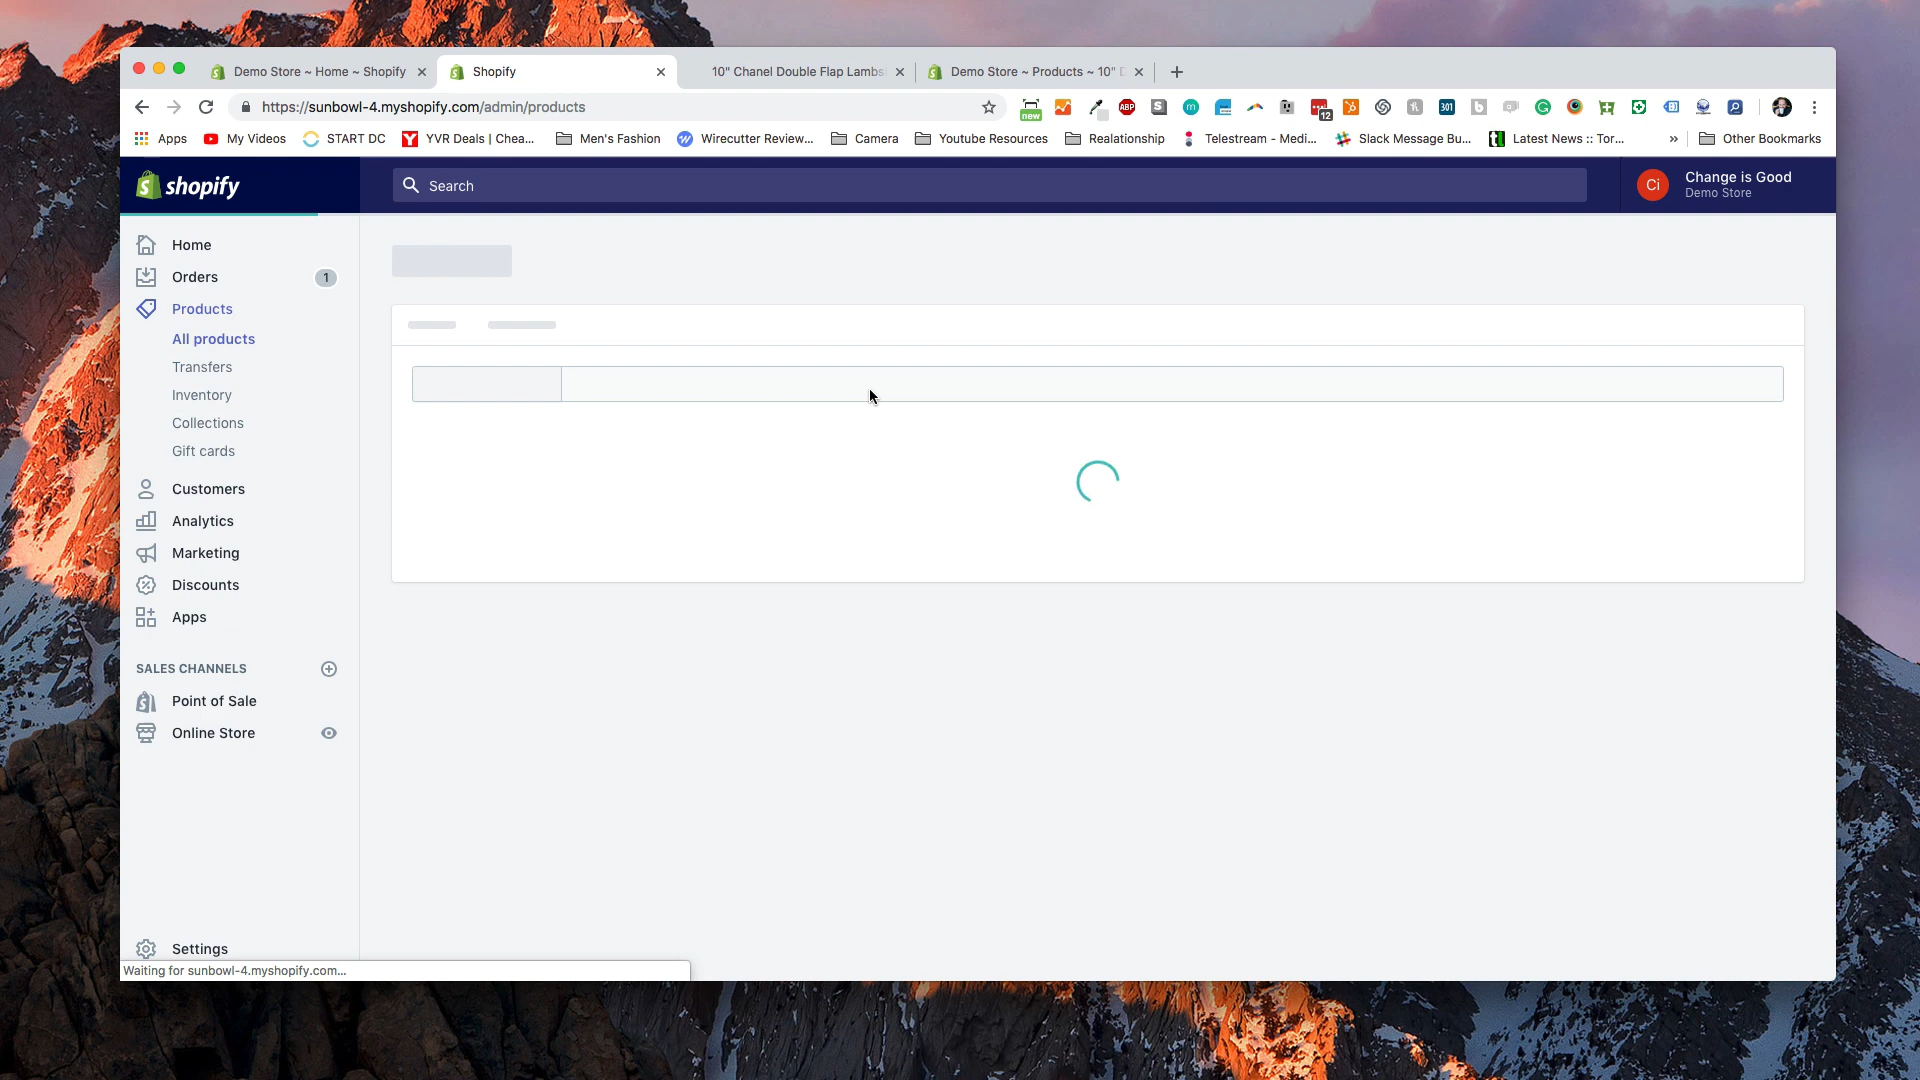 Demo Store ~ Home ~ Shopify
Shopify
10" Chanel Double Flap Lambs
Demo Store ~ Products ~ 10" D
https://sunbowl-4.myshopify.com/admin/products
new
ABP
12
301
Apps
My Videos
START DC
YVR Deals | Chea...
Men's Fashion
Wirecutter Review...
Camera
Youtube Resources
Realationship
Telestream - Medi...
Slack Message Bu...
Latest News :: Tor...
»
Other Bookmarks
shopify
Search
Ci
Change is Good
Demo Store
Home
Orders
1
Products
All products
Transfers
Inventory
Collections
Gift cards
Customers
Analytics
Marketing
Discounts
Apps
SALES CHANNELS
Point of Sale
Online Store
Settings
Waiting for sunbowl-4.myshopify.com...